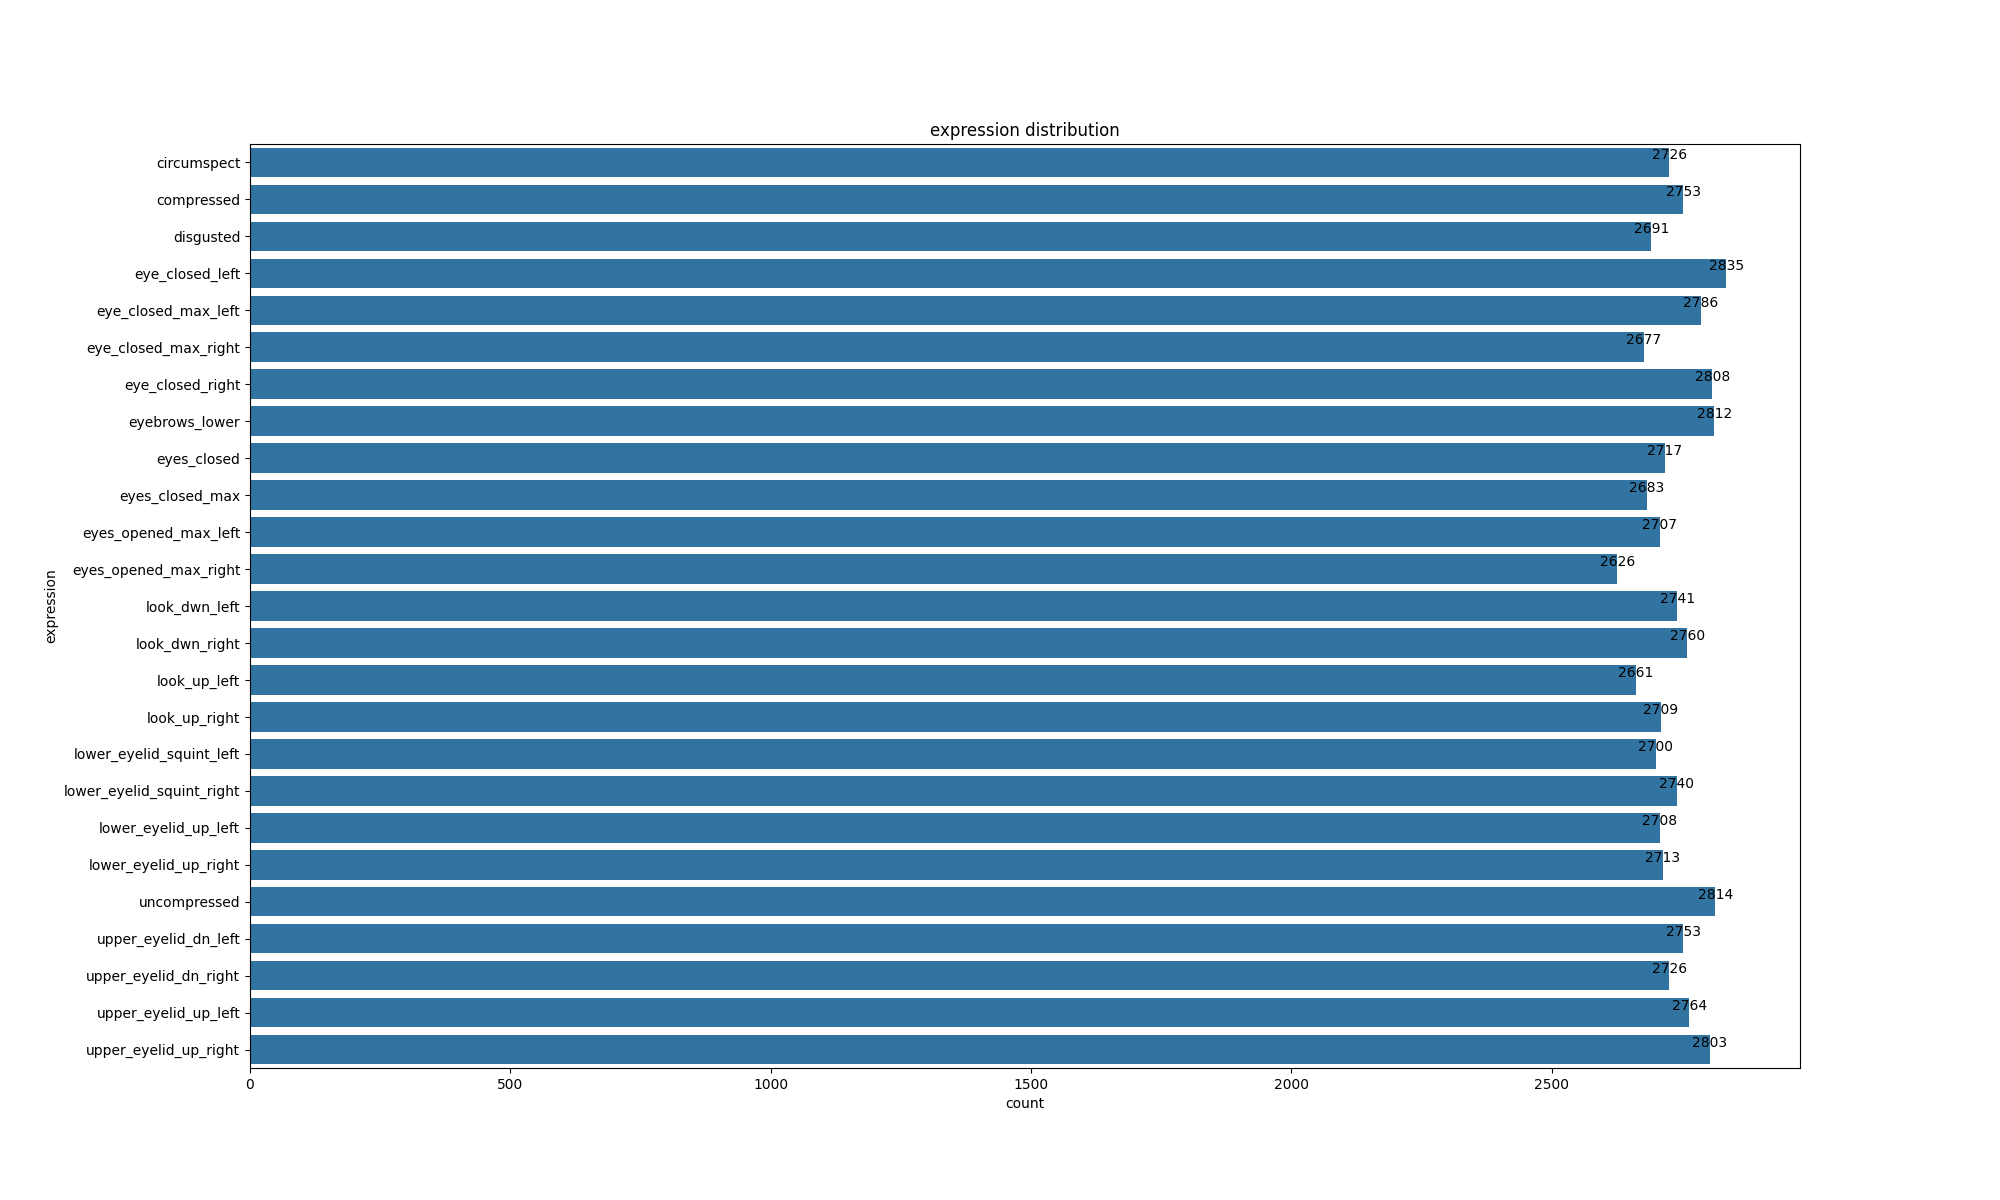 expression distribution
circumspect 2726
compressed 2753
disgusted 2691
eye_closed_left 2835
eye_closed_max_left 2786
eye_closed_max_right 2677
eye_closed_right 2808
eyebrows_lower 2812
eyes_closed 2717
eyes_closed_max 2683
eyes_opened_max_left 2707
eyes_opened_max_right 2626
look_dwn_left 2741
look_dwn_right 2760
look_up_left 2661
look_up_right 2709
lower_eyelid_squint_left 2700
lower_eyelid_squint_right 2740
lower_eyelid_up_left 2708
lower_eyelid_up_right 2713
uncompressed 2814
upper_eyelid_dn_left 2753
upper_eyelid_dn_right 2726
upper_eyelid_up_left 2764
upper_eyelid_up_right 2803
expression
0 500 1000 1500 2000 2500
count